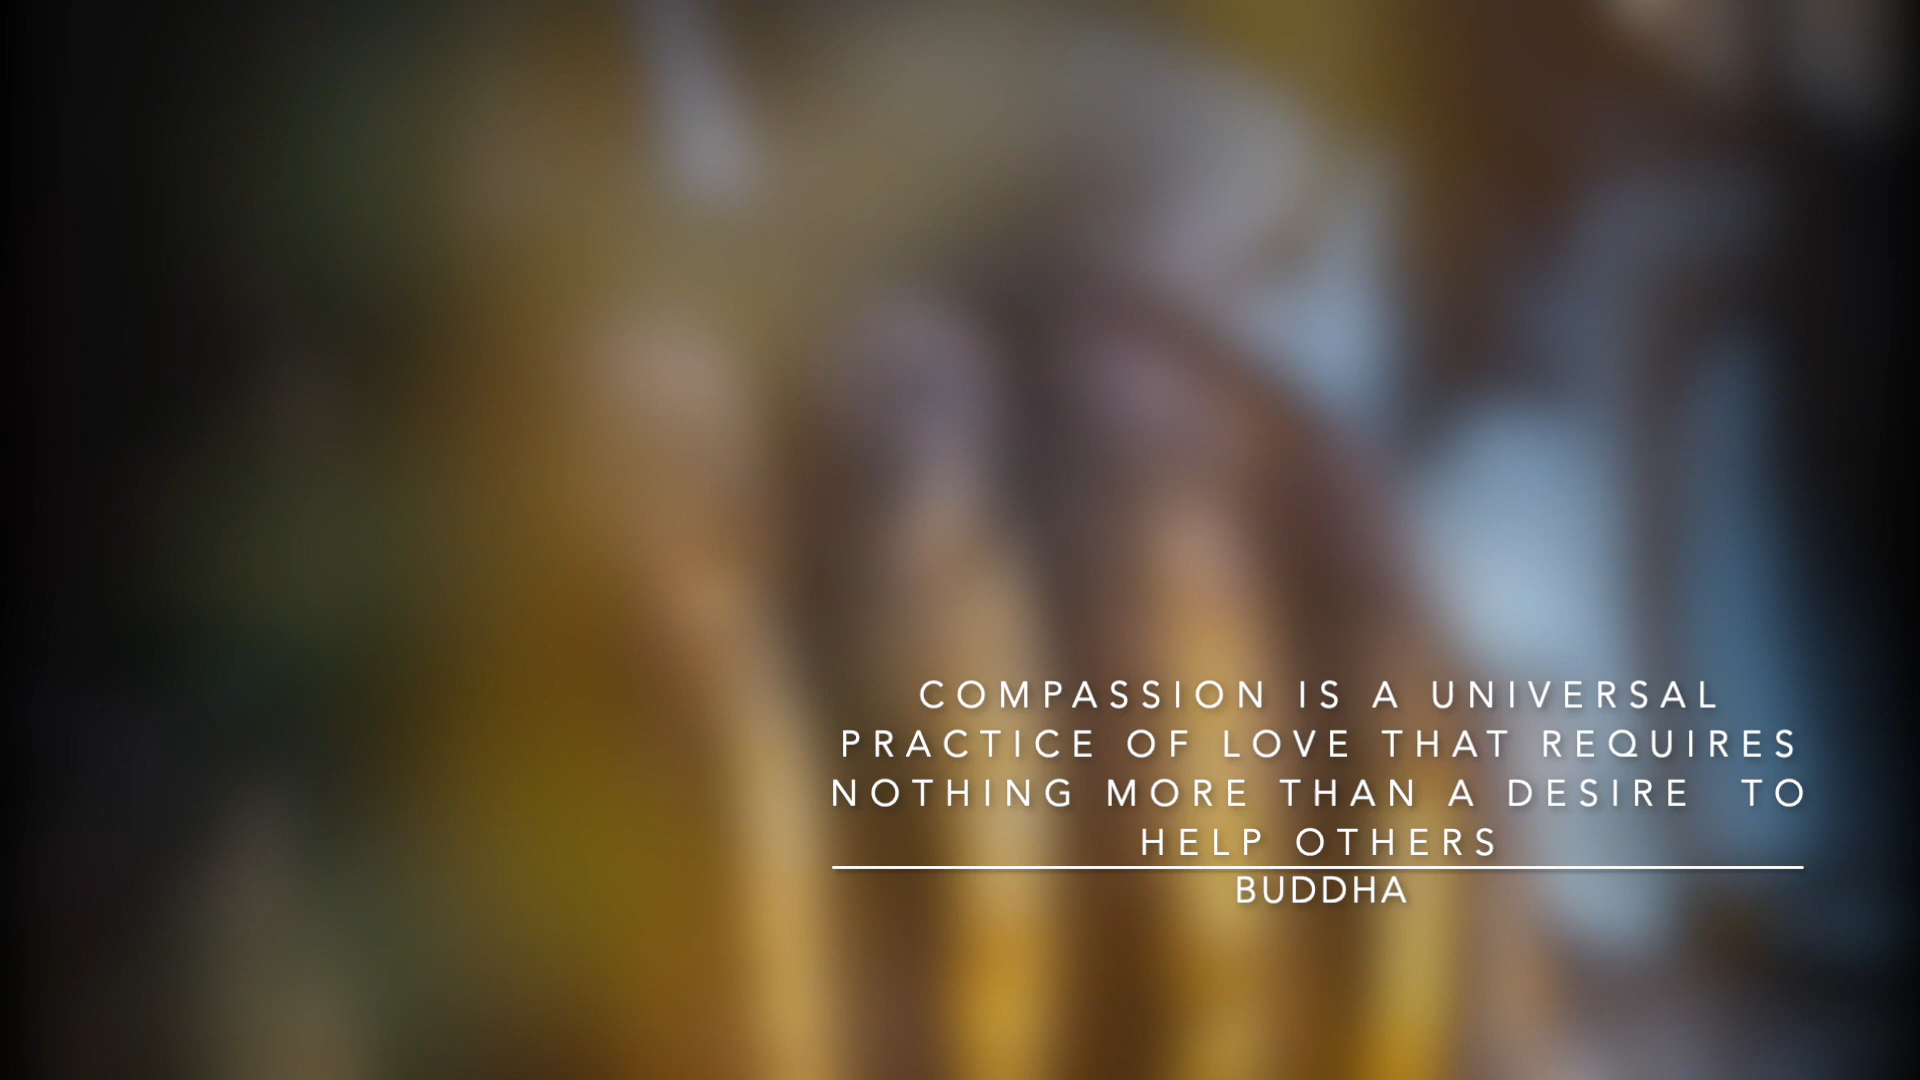 COMPASSION IS A UNIVERSAL
PRACTICE OF LOVE THAT REQUIRES
NOTHING MORE THAN A DESIRE  TO
HELP OTHERS
BUDDHA